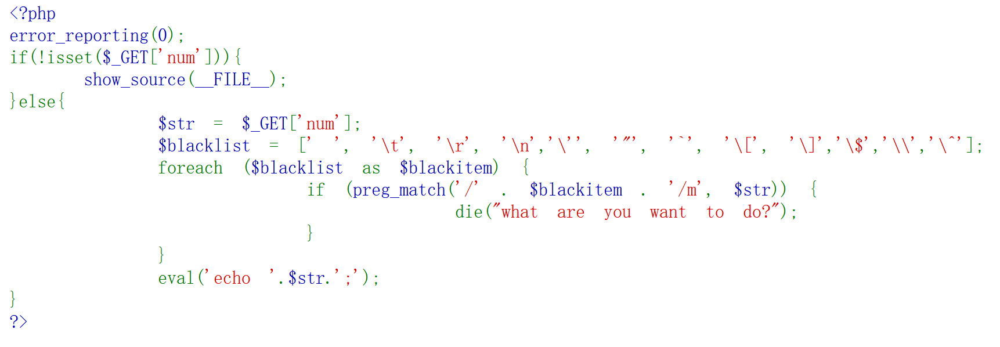 <?php
error_reporting(0);
if(!isset($_GET['num'])){
    show_source(__FILE__);
}else{
        $str = $_GET['num'];
        $blacklist = [' ', '\t', '\r', '\n','\'', '"', '`', '\[', '\]','\$','\\','\^'];
        foreach ($blacklist as $blackitem) {
                if (preg_match('/' . $blackitem . '/m', $str)) {
                        die("what are you want to do?");
                }
        }
        eval('echo '.$str.';');
}
?>